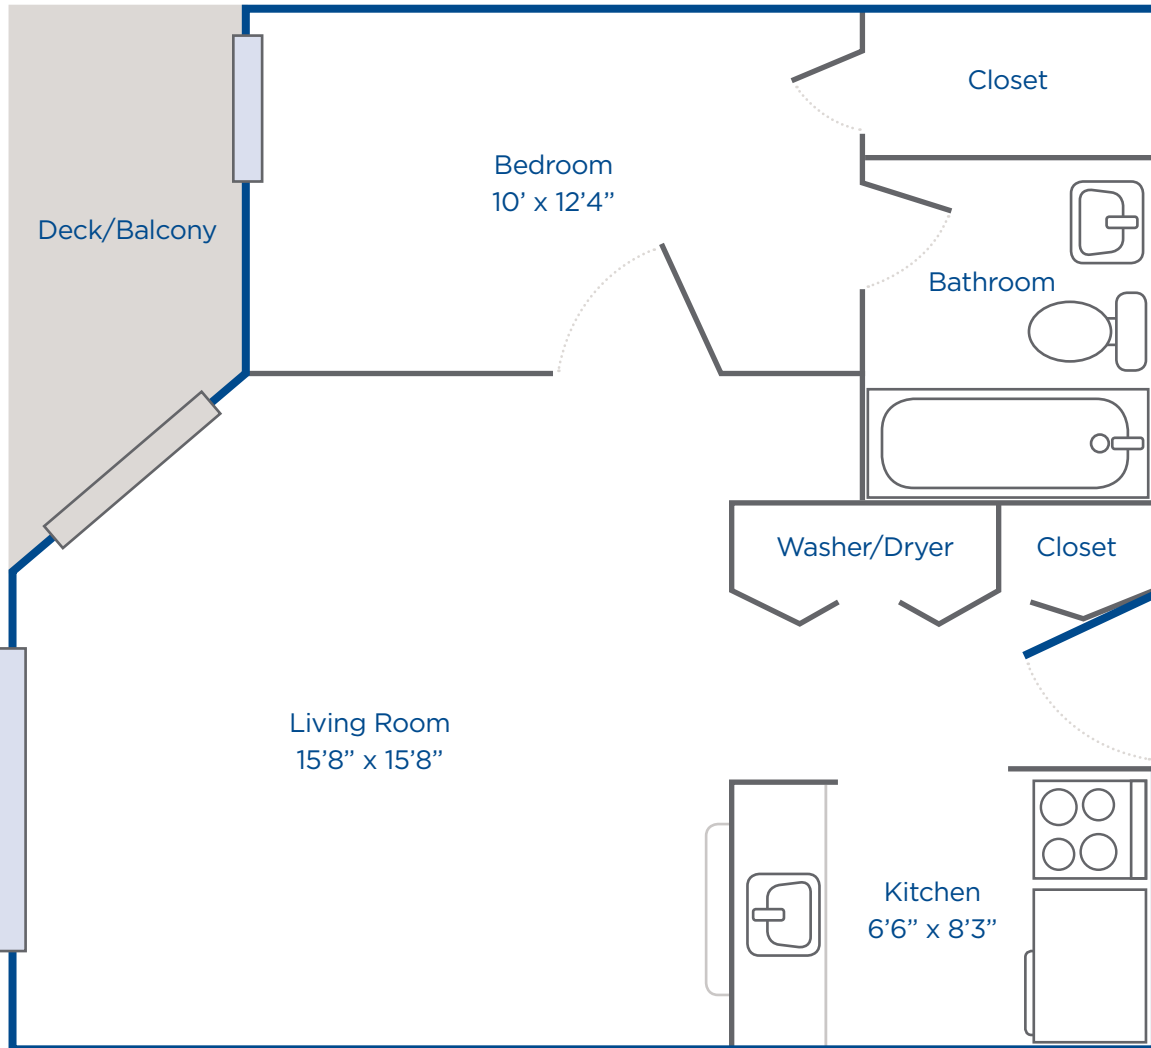 Closet
Bedroom
10’ x 12’4”
Deck/Balcony
Bathroom
Washer/Dryer
Closet
Living Room
15’8” x 15’8”
Kitchen
6’6” x 8’3”